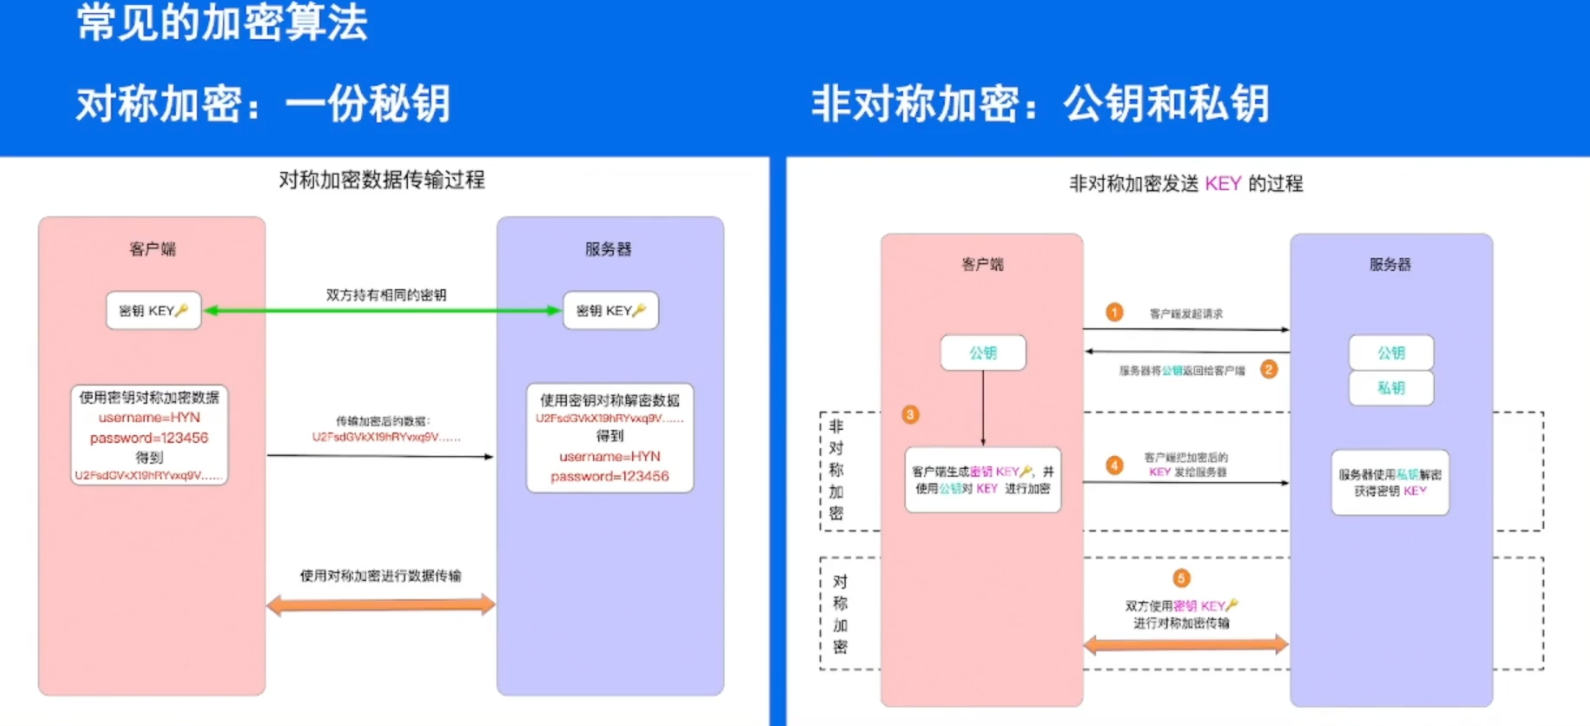 常见的加密算法
对称加密：一份秘钥
非对称加密：公钥和私钥
对称加密数据传输过程
客户端
服务器
密钥 KEY🔑
双方持有相同的密钥
密钥 KEY🔑
使用密钥对称加密数据
username=HYN
password=123456
得到
U2FsdGVkX19hRYvxq9V......
传输加密后的数据：
U2FsdGVkX19hRYvxq9V......
使用密钥对称解密数据
U2FsdGVkX19hRYvxq9V......
得到
username=HYN
password=123456
使用对称加密进行数据传输
非对称加密发送 KEY 的过程
客户端
服务器
1
客户端发起请求
公钥
公钥
私钥
服务器将公钥返回给客户端
2
3
非
对
称
加
密
客户端生成密钥 KEY🔑，并
使用公钥对 KEY 进行加密
4
客户端把加密后的
KEY 发给服务器
服务器使用私钥解密
获得密钥 KEY
对
称
加
密
5
双方使用密钥 KEY🔑
进行对称加密传输